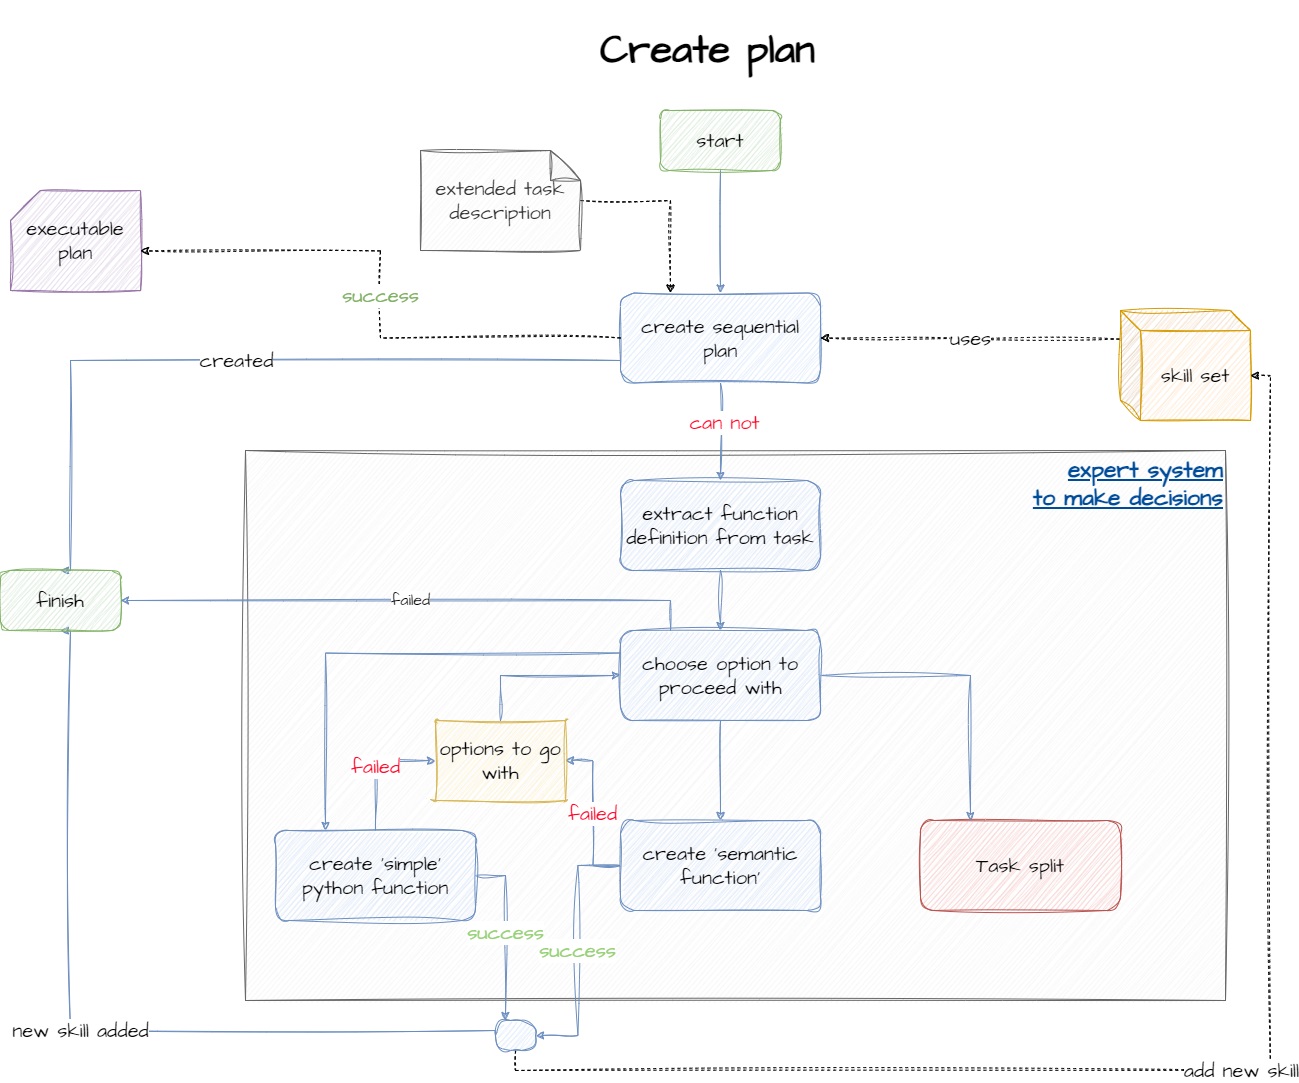 Create plan
start
extended task
description
executable
plan
success
create sequential
plan
uses
skill set
created
can not
expert system
to make decisions
extract function
definition from task
finish
failed
choose option to
proceed with
options to go
with
failed
failed
create 'simple'
python function
create 'semantic
function'
Task split
success
success
new skill added
add new skill